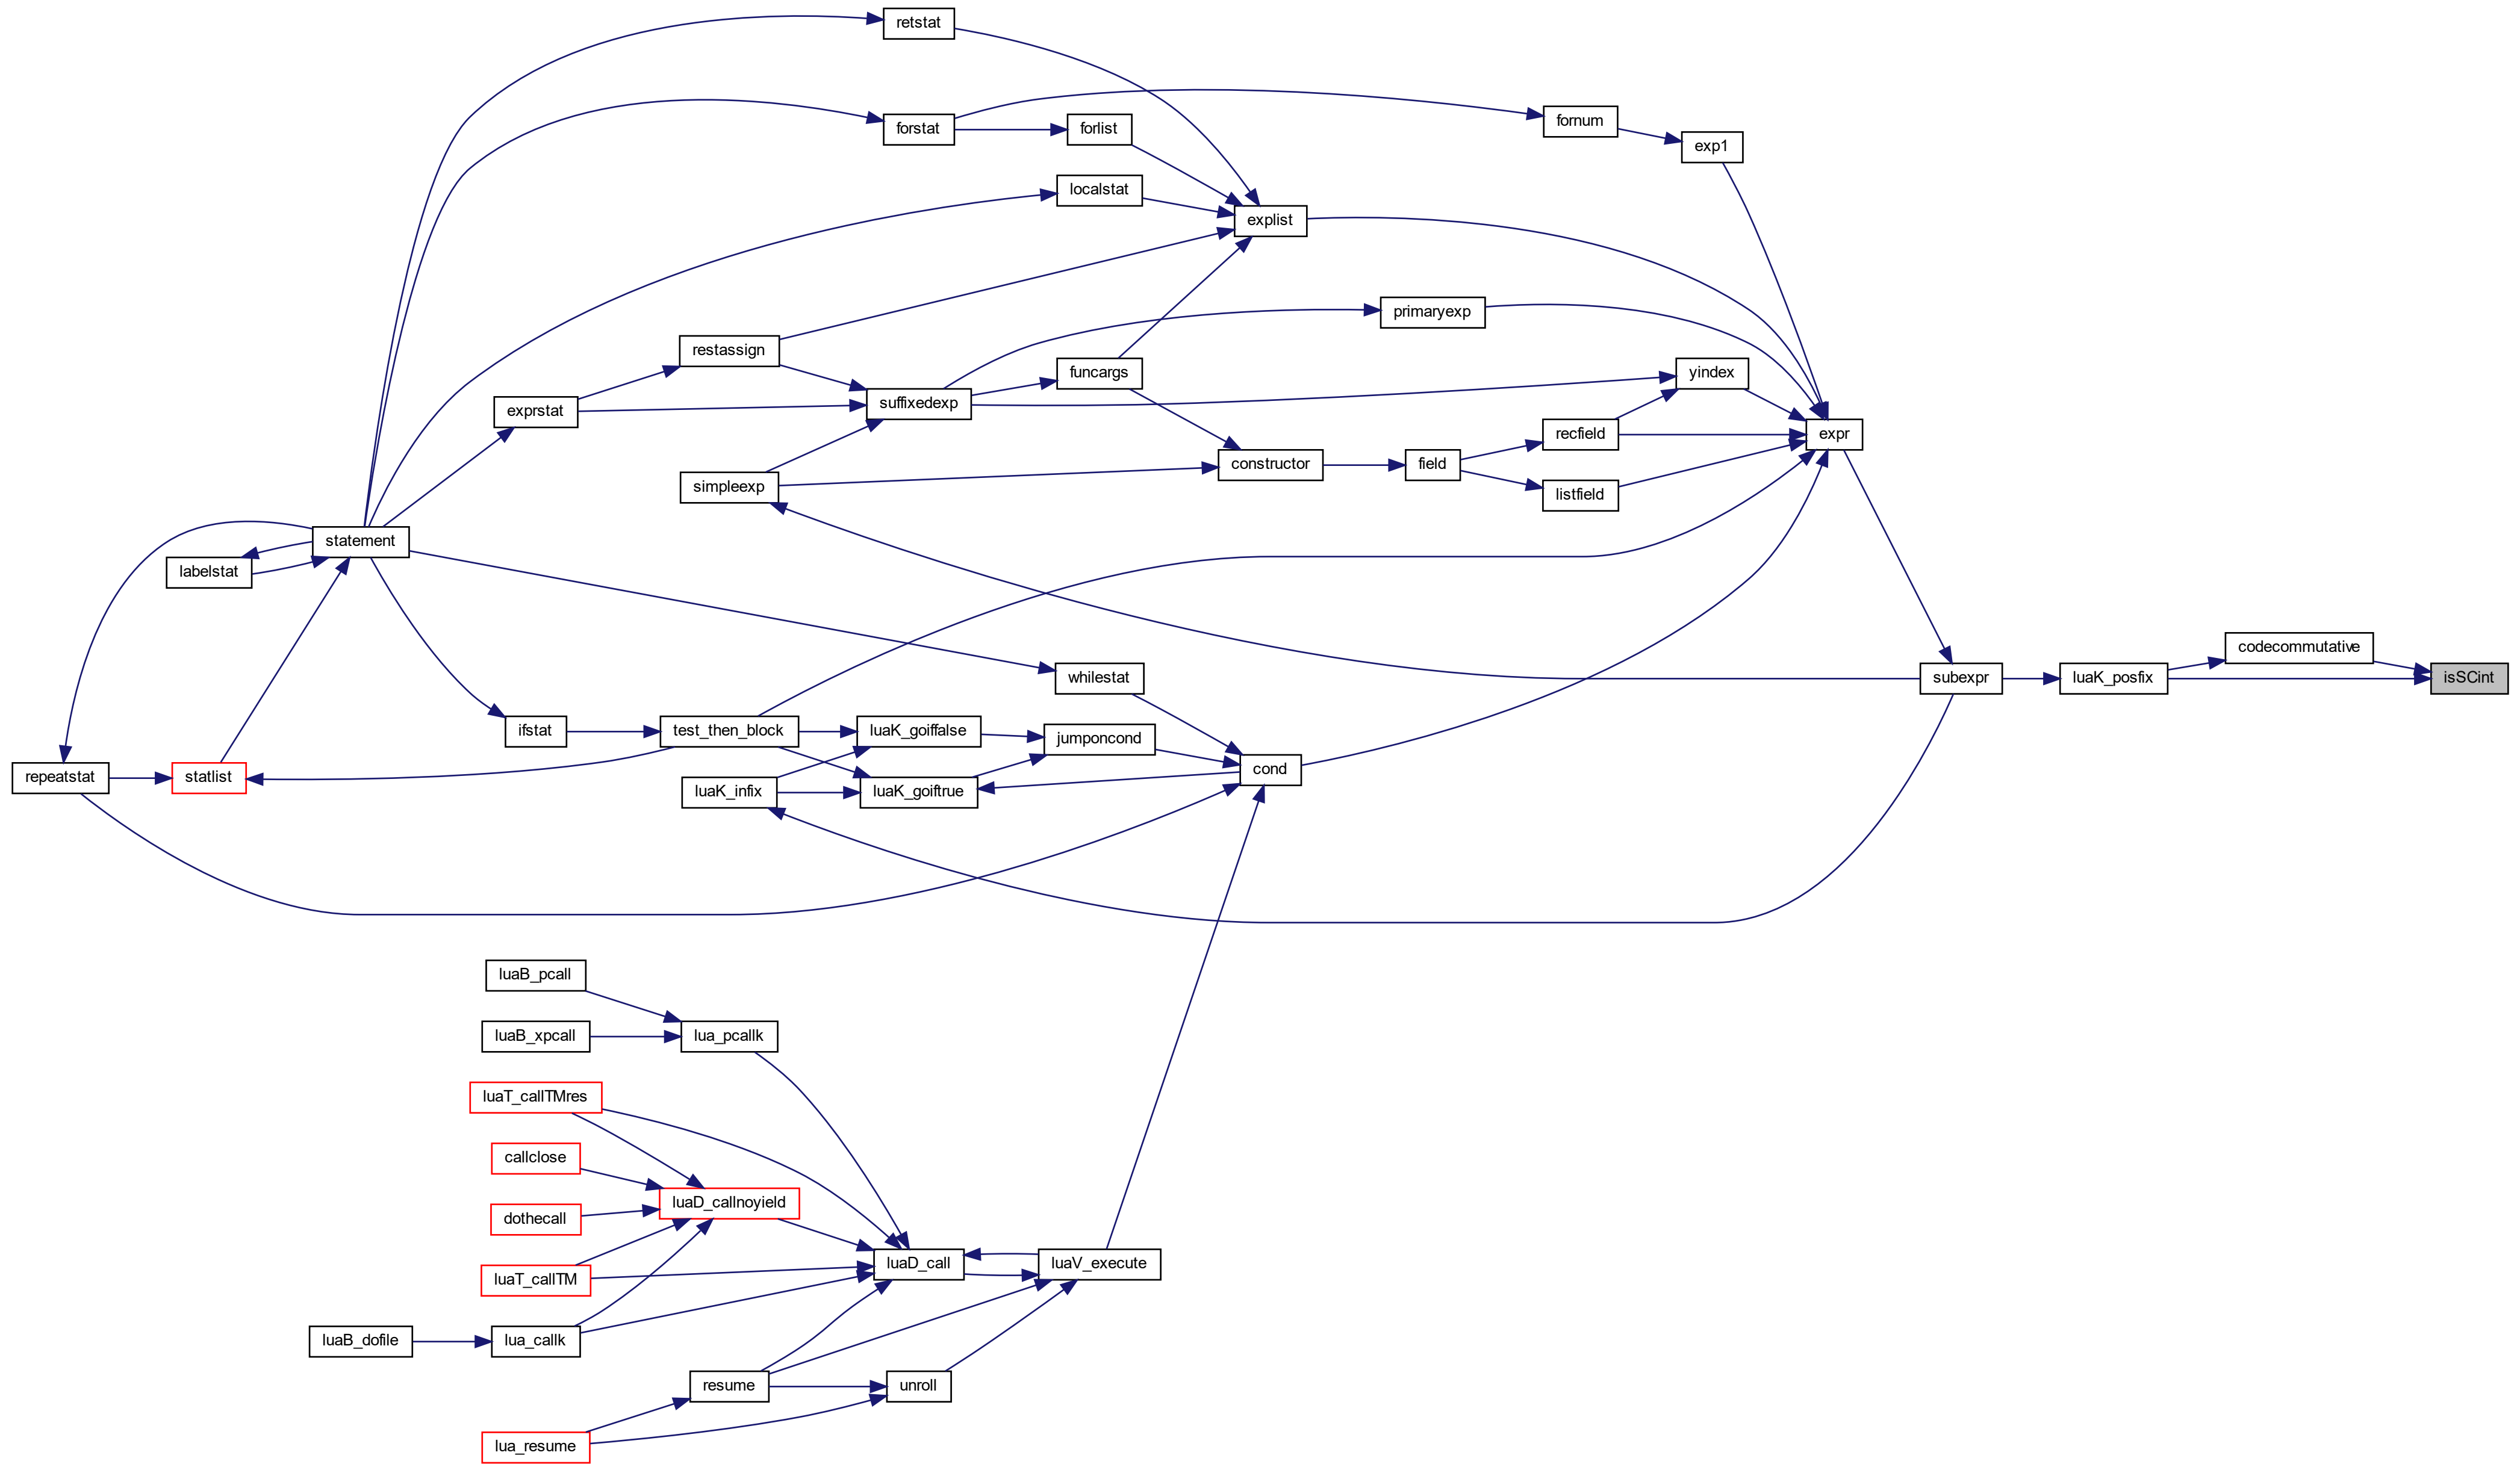 retstat
fornum
forstat
forlist
exp1
localstat
explist
primaryexp
restassign
funcargs
yindex
suffixedexp
exprstat
recfield
expr
constructor
field
simpleexp
listfield
statement
labelstat
codecommutative
whilestat
subexpr
luaK_posfix
isSCint
ifstat
test_then_block
luaK_goiffalse
jumponcond
cond
repeatstat
statlist
luaK_infix
luaK_goiftrue
luaB_pcall
luaB_xpcall
lua_pcallk
luaT_callTMres
callclose
luaD_callnoyield
dothecall
luaD_call
luaV_execute
luaT_callTM
luaB_dofile
lua_callk
resume
unroll
lua_resume